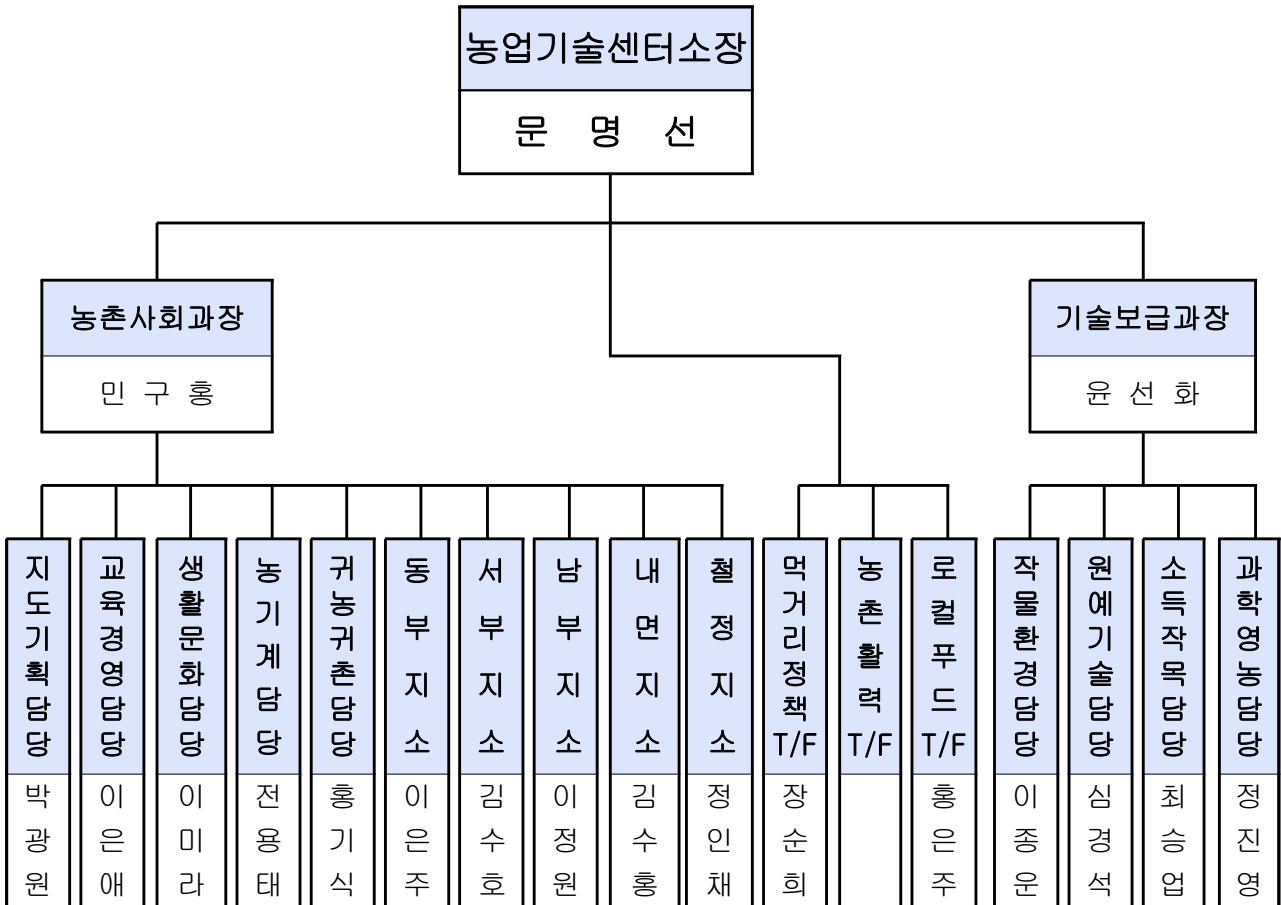 농업기술센터소장
문 명 선
농촌사회과장
민 구 홍
기술보급과장
윤 선 화
지도기획담당
박광원
교육경영담당
이은애
생활문화담당
이미라
농기계담당
전용태
귀농귀촌담당
홍기식
동부지소
이은주
서부지소
김수호
남부지소
이정원
내면지소
김수홍
철정지소
정인채
먹거리정책T/F
장순희
농촌활력T/F
로컬푸드T/F
홍은주
작물환경담당
이종운
원예기술담당
심경석
소득작목담당
최승업
과학영농담당
정진영